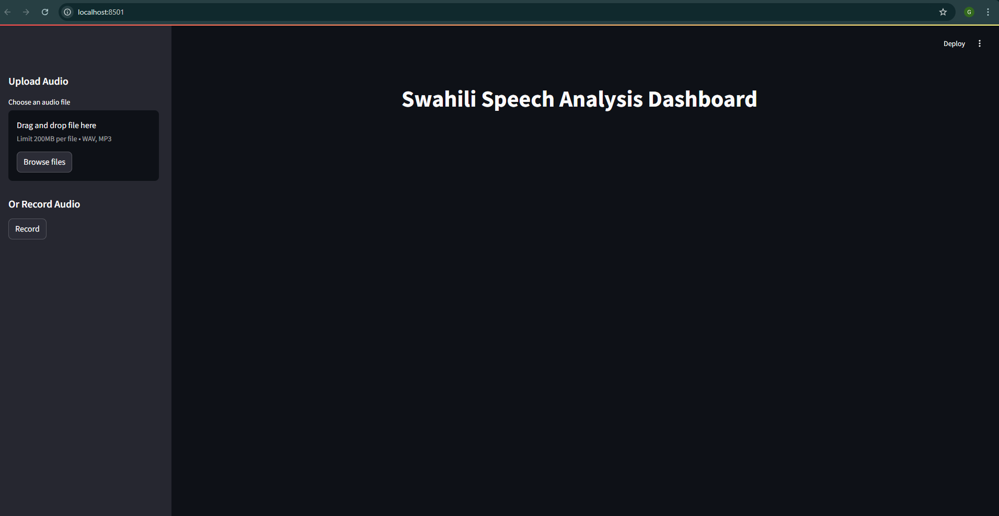 localhost:8501
G
Deploy
Upload Audio
Choose an audio file
Drag and drop file here
Limit 200MB per file • WAV, MP3
Browse files
Or Record Audio
Record
Swahili Speech Analysis Dashboard